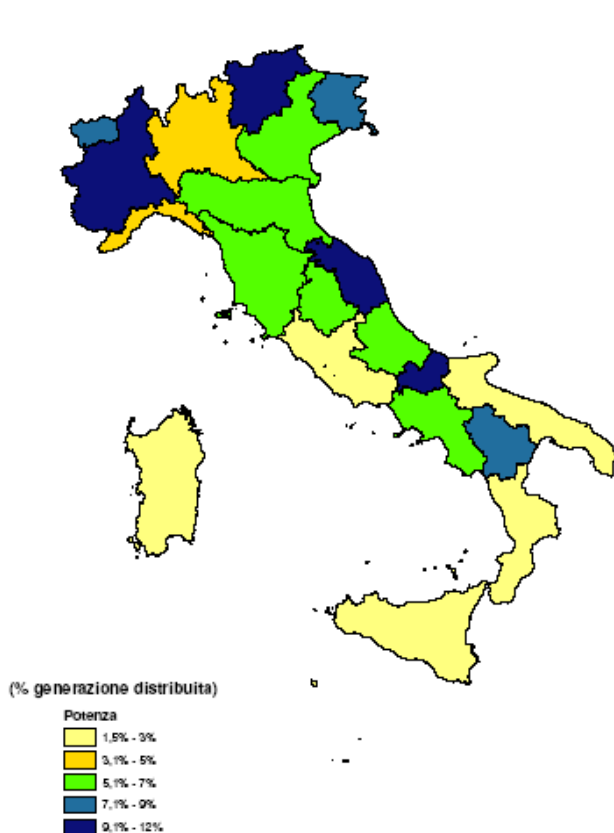 (% generazione distribuita)
Potenza
1,5% - 3%
3,1% - 5%
5,1% - 7%
7,1% - 9%
9,1% - 12%